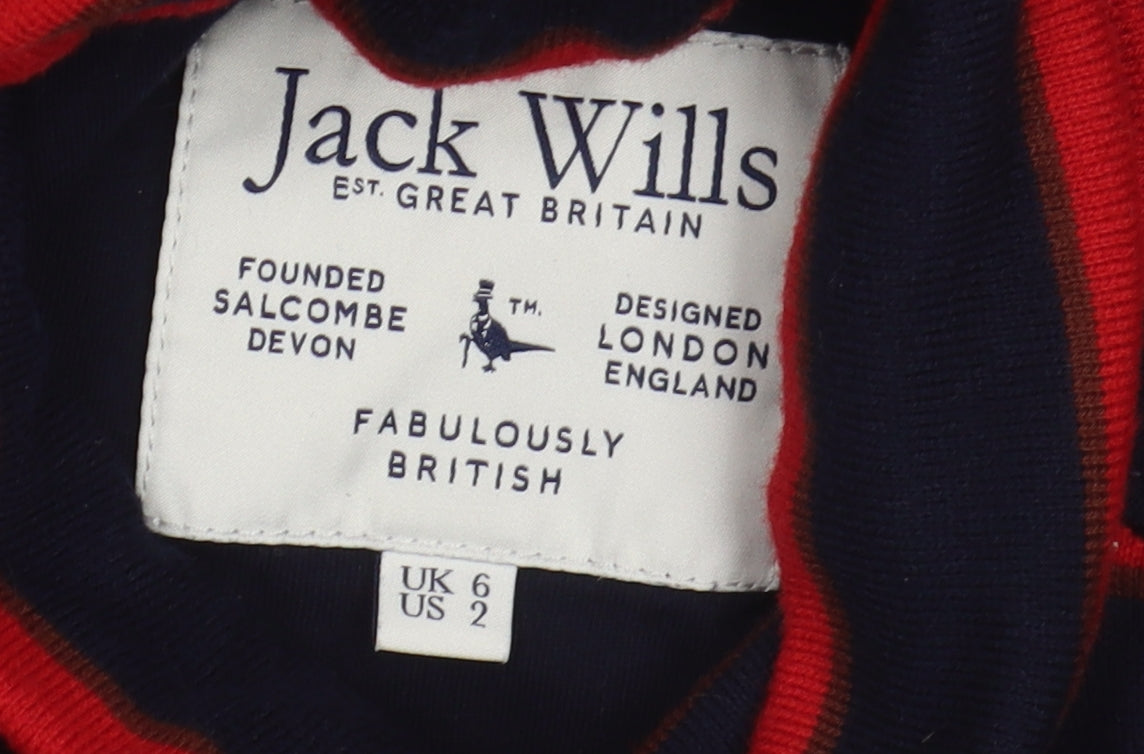 Jack Wills
EST. GREAT BRITAIN
FOUNDED
SALCOMBE
DEVON
TM.
DESIGNED
LONDON
ENGLAND
FABULOUSLY
BRITISH
UK 6
US 2